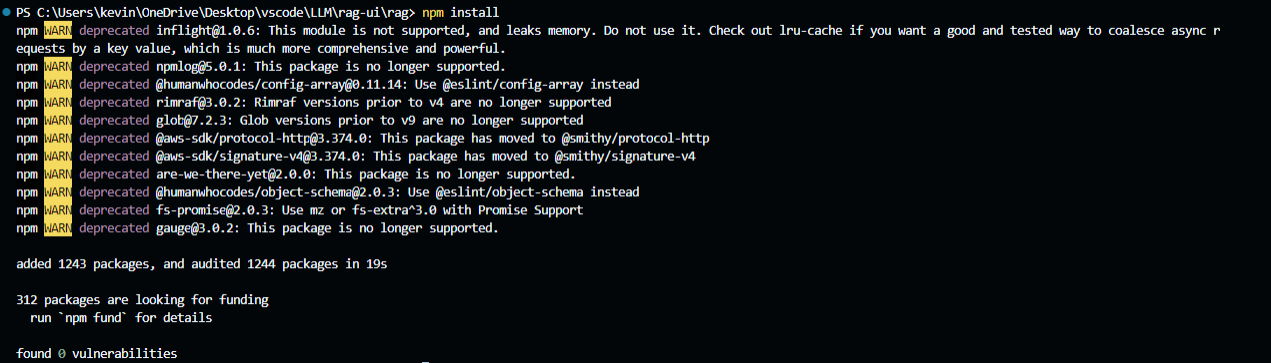 PS C:\Users\kevin\OneDrive\Desktop\vscode\LLM\rag-ui\rag> npm install
npm WARN deprecated inflight@1.0.6: This module is not supported, and leaks memory. Do not use it. Check out lru-cache if you want a good and tested way to coalesce async r
equests by a key value, which is much more comprehensive and powerful.
npm WARN deprecated npmlog@5.0.1: This package is no longer supported.
npm WARN deprecated @humanwhocodes/config-array@0.11.14: Use @eslint/config-array instead
npm WARN deprecated rimraf@3.0.2: Rimraf versions prior to v4 are no longer supported
npm WARN deprecated glob@7.2.3: Glob versions prior to v9 are no longer supported
npm WARN deprecated @aws-sdk/protocol-http@3.374.0: This package has moved to @smithy/protocol-http
npm WARN deprecated @aws-sdk/signature-v4@3.374.0: This package has moved to @smithy/signature-v4
npm WARN deprecated are-we-there-yet@2.0.0: This package is no longer supported.
npm WARN deprecated @humanwhocodes/object-schema@2.0.3: Use @eslint/object-schema instead
npm WARN deprecated fs-promise@2.0.3: Use mz or fs-extra^3.0 with Promise Support
npm WARN deprecated gauge@3.0.2: This package is no longer supported.
added 1243 packages, and audited 1244 packages in 19s
312 packages are looking for funding
run `npm fund` for details
found 0 vulnerabilities